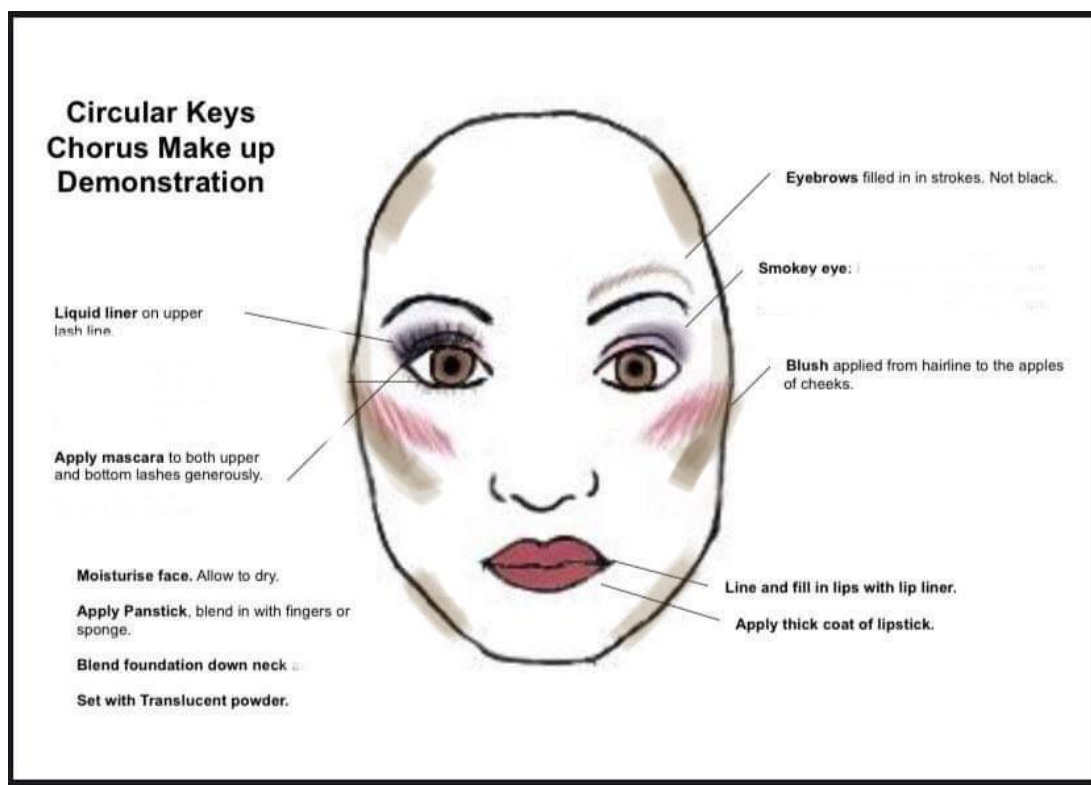 Circular Keys
Chorus Make up
Demonstration
Eyebrows filled in in strokes. Not black.
Smokey eye:
Liquid liner on upper
lash line.
Blush applied from hairline to the apples
of cheeks.
Apply mascara to both upper
and bottom lashes generously.
Moisturise face. Allow to dry.
Apply Panstick, blend in with fingers or
sponge.
Blend foundation down neck
Set with Translucent powder.
Line and fill in lips with lip liner.
Apply thick coat of lipstick.